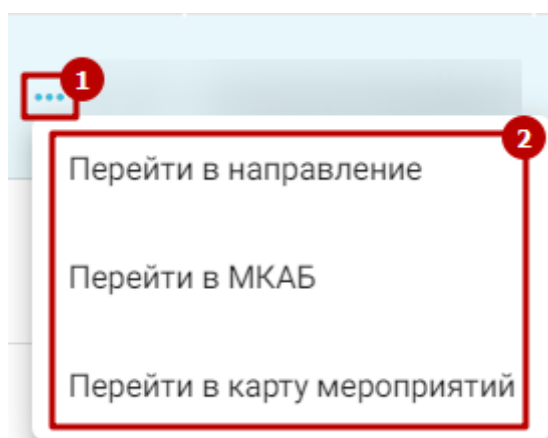 1
2
Перейти в направление
Перейти в МКАБ
Перейти в карту мероприятий